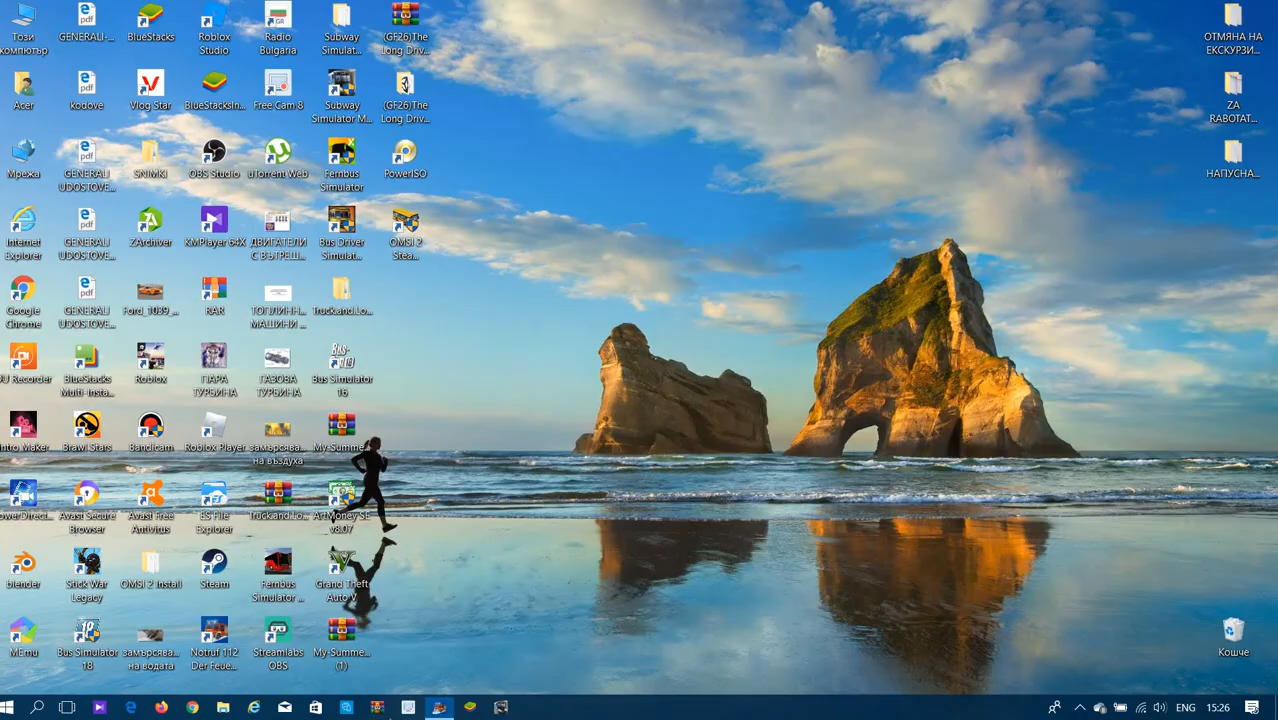 Този
компютър
GENERALI-...
BlueStacks
Roblox
Studio
Radio
Bulgaria
Subway
Simulat...
(GF26)The
Long Driv...
ОТМЯНА НА
ЕКСКУРЗИ...
Acer
kodove
Vlog Star
BlueStacksIn...
Free Cam 8
Subway
Simulator M...
(GF26)The
Long Driv...
ZA
RABOTAT...
Мрежа
GENERALI
UDOSTOVE...
SNIMKI
OBS Studio
uTorrent Web
Fernbus
Simulator
PowerISO
НАПУСНА...
Internet
Explorer
GENERALI
UDOSTOVE...
ZArchiver
KMPlayer 64X
ДВИГАТЕЛИ
С ВЪТРЕШ...
Bus Driver
Simulat...
OMSI 2
Stea...
Google
Chrome
GENERALI
UDOSTOVE...
Ford_1039_...
RAR
ТОПЛИНН...
МАШИНИ ...
Truck.and.Lo...
DU Recorder
BlueStacks
Multi-Insta...
Roblox
ПАРА
ТУРБИНА
ГАЗОВА
ТУРБИНА
Bus Simulator
16
Intro Maker
Brawl Stars
Bandicam
Roblox Player
замърсява...
на въздуха
My-Summe...
PowerDirect...
Avast Secure
Browser
Avast Free
Antivirus
ES File
Explorer
Truck.and.Lo...
ArtMoney SE
v8.07
blender
Stick War
Legacy
OMSI 2 Install
Steam
Fernbus
Simulator ...
Grand Theft
Auto V
MEmu
Bus Simulator
18
замърсява...
на водата
Notruf 112
Der Feue...
Streamlabs
OBS
My-Summe...
(1)
Кошче
ENG
15:26